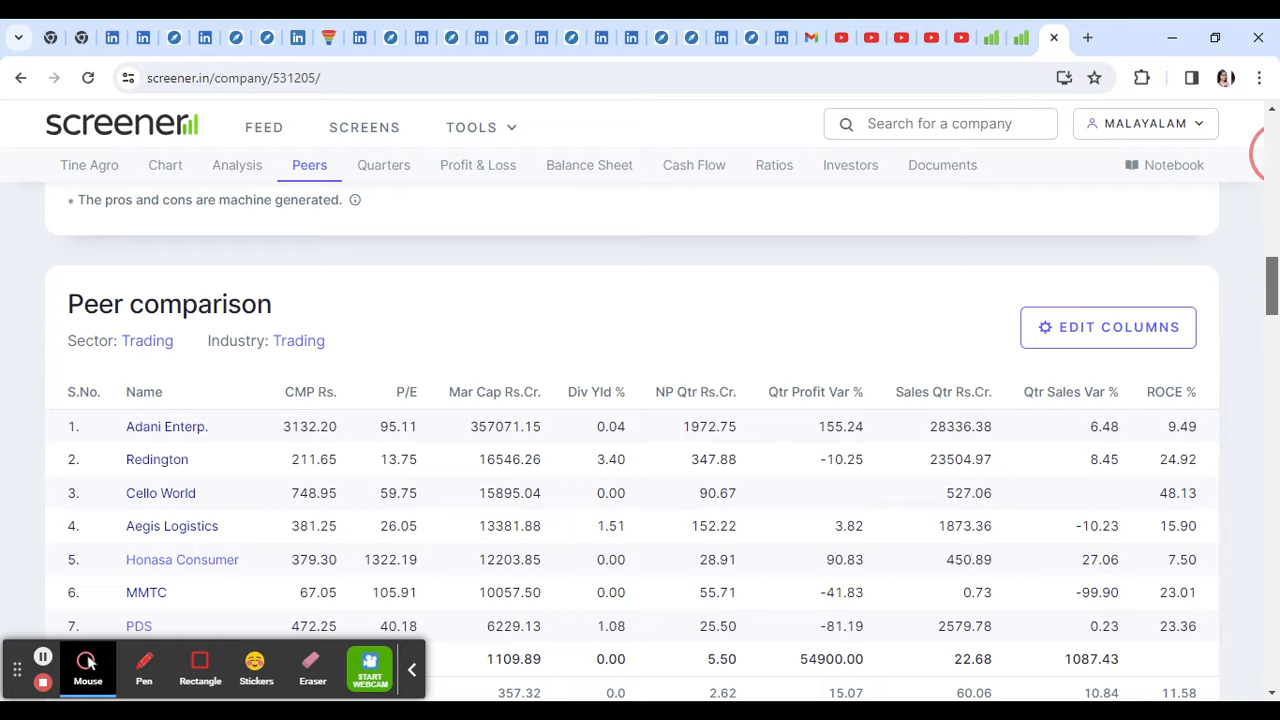 screener.in/company/531205/
screener
FEED
SCREENS
TOOLS
Search for a company
MALAYALAM
Tine Agro
Chart
Analysis
Peers
Quarters
Profit & Loss
Balance Sheet
Cash Flow
Ratios
Investors
Documents
Notebook
* The pros and cons are machine generated.
Peer comparison
Sector: Trading Industry: Trading
EDIT COLUMNS
S.No. Name CMP Rs. P/E Mar Cap Rs.Cr. Div Yld % NP Qtr Rs.Cr. Qtr Profit Var % Sales Qtr Rs.Cr. Qtr Sales Var % ROCE %
1. Adani Enterp. 3132.20 95.11 357071.15 0.04 1972.75 155.24 28336.38 6.48 9.49
2. Redington 211.65 13.75 16546.26 3.40 347.88 -10.25 23504.97 8.45 24.92
3. Cello World 748.95 59.75 15895.04 0.00 90.67 527.06 48.13
4. Aegis Logistics 381.25 26.05 13381.88 1.51 152.22 3.82 1873.36 -10.23 15.90
5. Honasa Consumer 379.30 1322.19 12203.85 0.00 28.91 90.83 450.89 27.06 7.50
6. MMTC 67.05 105.91 10057.50 0.00 55.71 -41.83 0.73 -99.90 23.01
7. PDS 472.25 40.18 6229.13 1.08 25.50 -81.19 2579.78 0.23 23.36
1109.89 0.00 5.50 54900.00 22.68 1087.43
357.32 0.0 2.62 15.07 60.06 10.84 11.58
Mouse
Pen
Rectangle
Stickers
Eraser
START
WEBCAM